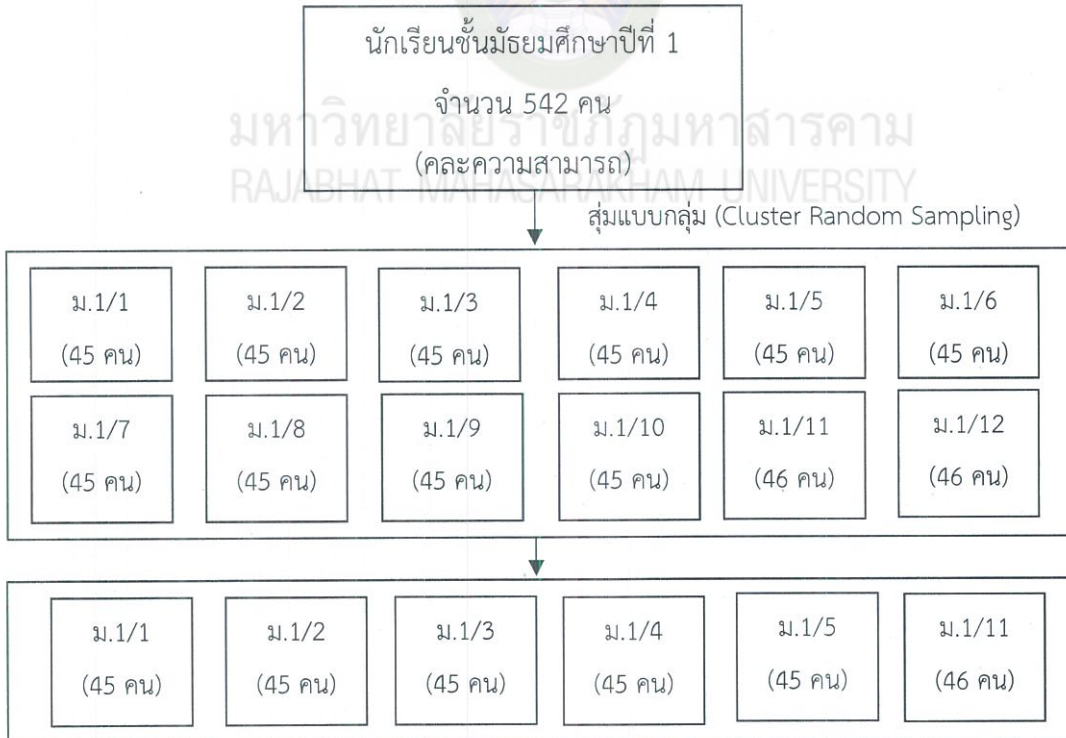 นักเรียนชั้นมัธยมศึกษาปีที่ 1
จำนวน 542 คน
มหาวิทยาลัยราชภัฏมหาสารคาม
(คละความสามารถ)
RAJABHAT MAHASARAKHAM UNIVERSITY
สุ่มแบบกลุ่ม (Cluster Random Sampling)
ม.1/1 ม.1/2 ม.1/3 ม.1/4 ม.1/5 ม.1/6
(45 คน) (45 คน) (45 คน) (45 คน) (45 คน) (45 คน)
ม.1/7 ม.1/8 ม.1/9 ม.1/10 ม.1/11 ม.1/12
(45 คน) (45 คน) (45 คน) (45 คน) (46 คน) (46 คน)
ม.1/1 ม.1/2 ม.1/3 ม.1/4 ม.1/5 ม.1/11
(45 คน) (45 คน) (45 คน) (45 คน) (45 คน) (46 คน)